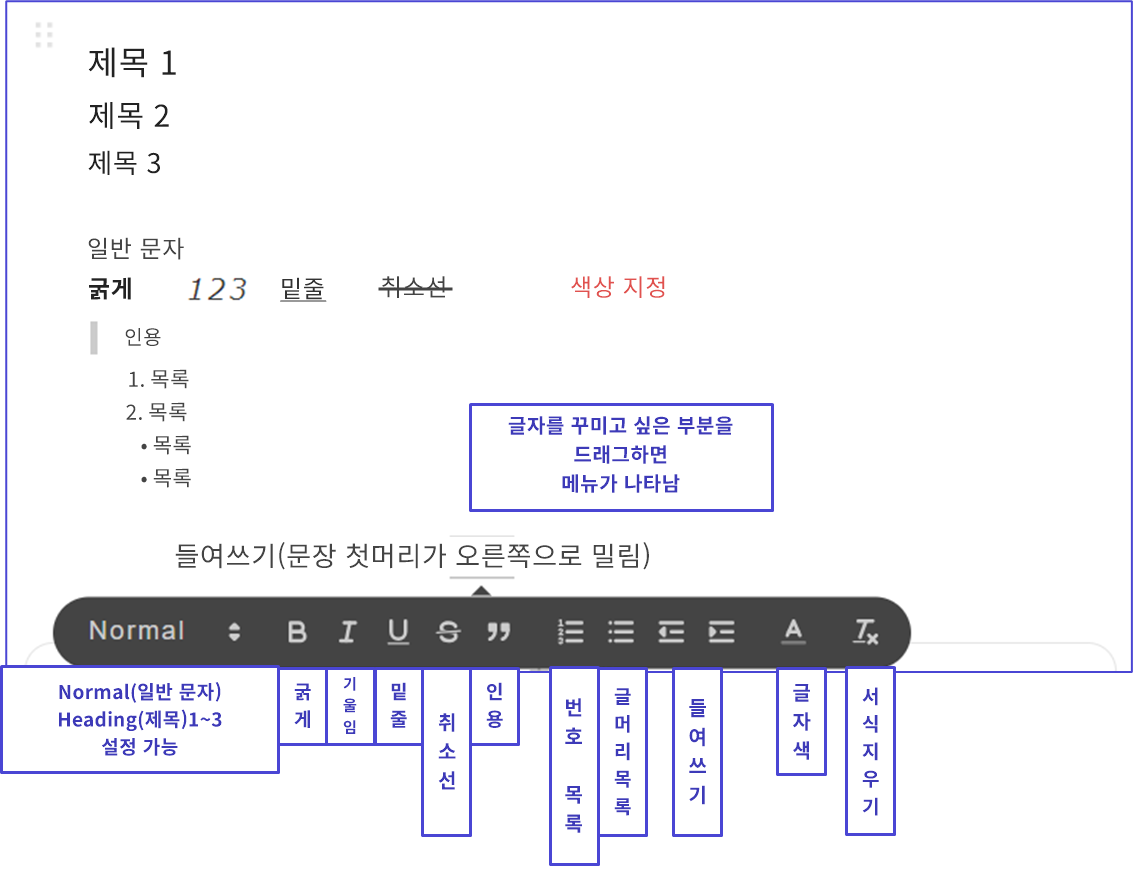 제목 1
제목 2
제목 3
일반 문자
굵게 123 밑줄 취소선 색상 지정
인용
1. 목록
2. 목록
• 목록
• 목록
글자를 꾸미고 싶은 부분을
드래그하면
메뉴가 나타남
들여쓰기(문장 첫머리가 오른쪽으로 밀림)
Normal B I U S
Normal(일반 문자)
Heading(제목)1~3
설정 가능
굵게
기울임
밑줄
취소선
인용
번호 목록
글머리목록
들여쓰기
글자색
서식지우기